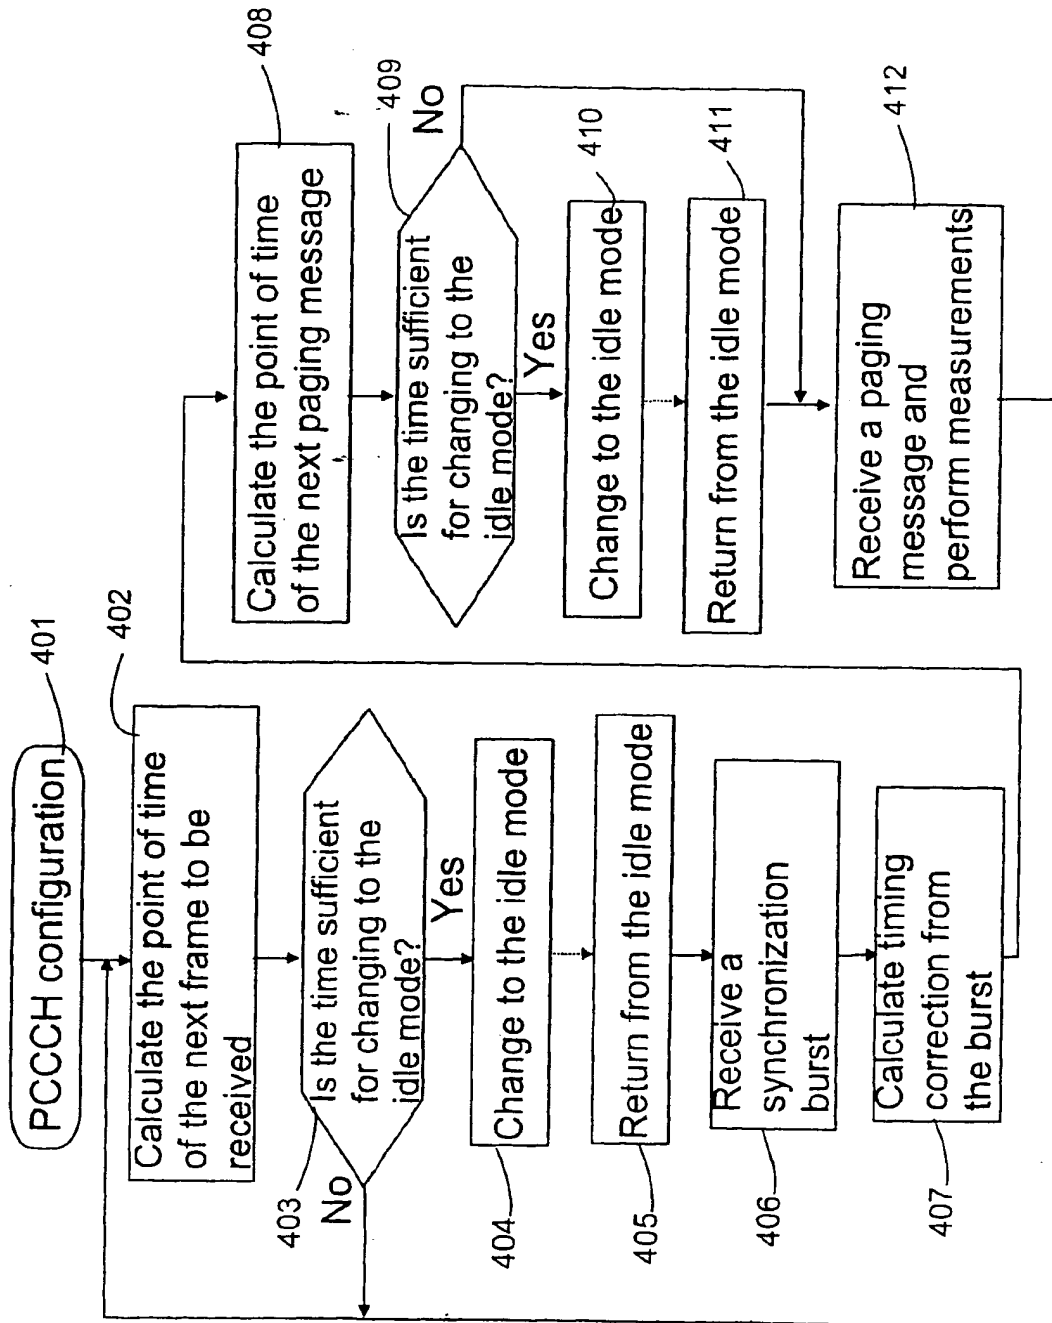 PCCCH configuration
401
Calculate the point of time
of the next frame to be
received
402
Is the time sufficient
for changing to the
idle mode?
403
No
Yes
Change to the idle mode
404
Return from the idle mode
405
Receive a
synchronization
burst
406
Calculate timing
correction from
the burst
407
Calculate the point of time
of the next paging message
408
Is the time sufficient
for changing to the
idle mode?
409
No
Yes
Change to the idle mode
410
Return from the idle mode
411
Receive a paging
message and
perform measurements
412